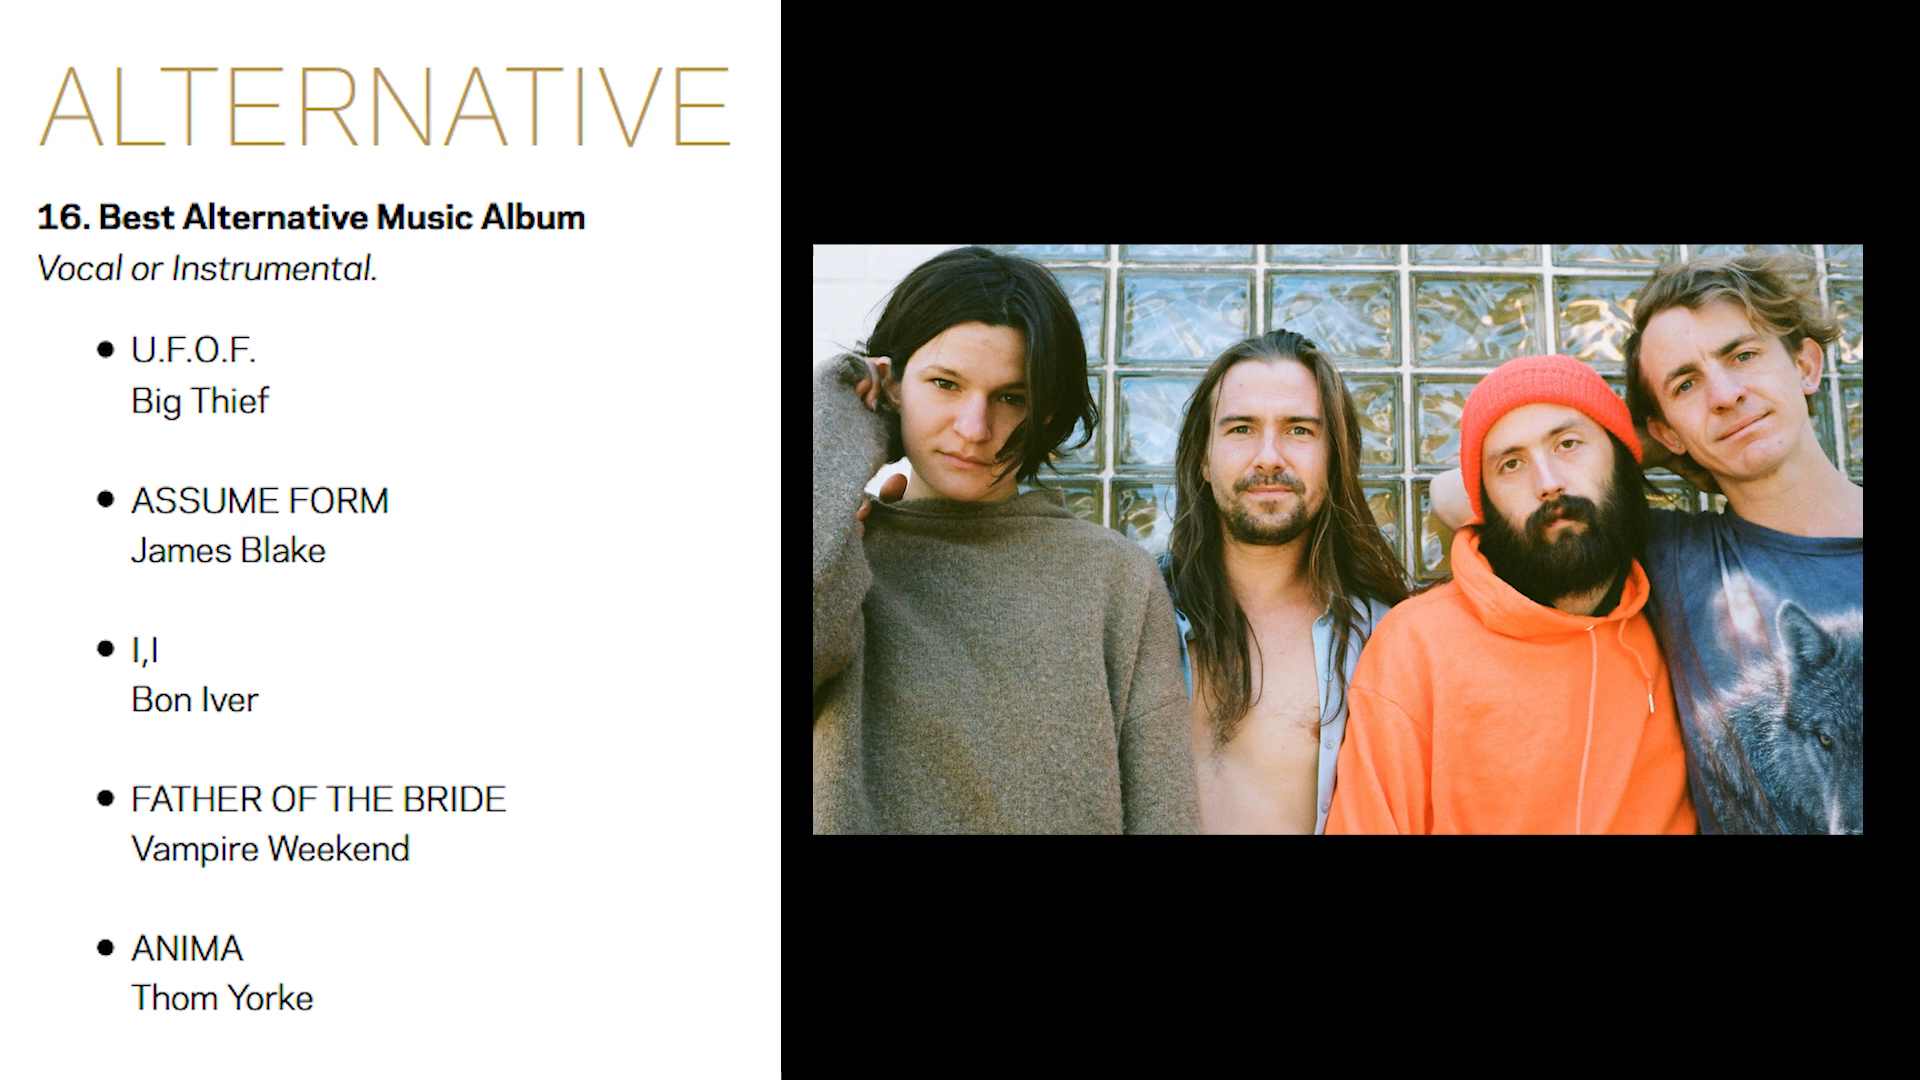 ALTERNATIVE
16. Best Alternative Music Album
Vocal or Instrumental.
● U.F.O.F.
Big Thief
● ASSUME FORM
James Blake
● I,I
Bon Iver
● FATHER OF THE BRIDE
Vampire Weekend
● ANIMA
Thom Yorke